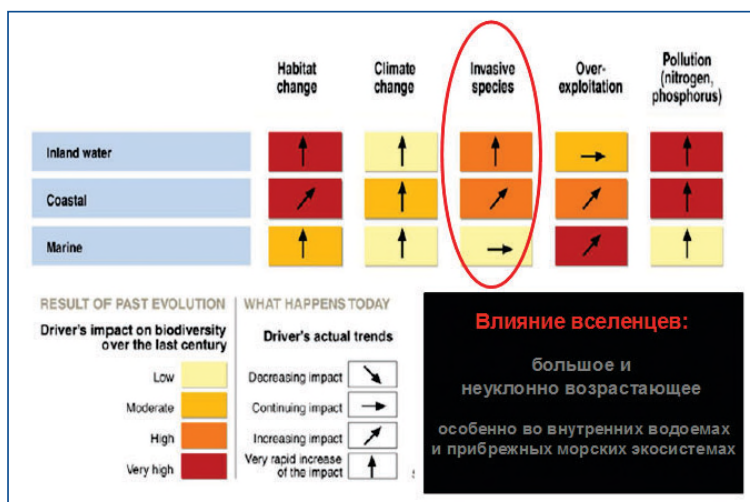 Habitat change
Climate change
Invasive species
Over-exploitation
Pollution (nitrogen, phosphorus)
Inland water
Coastal
Marine
RESULT OF PAST EVOLUTION
Driver's impact on biodiversity
over the last century
Low
Moderate
High
Very high
WHAT HAPPENS TODAY
Driver's actual trends
Decreasing impact
Continuing impact
Increasing impact
Very rapid increase
of the impact
Влияние вселенцев:
большое и
неуклонно возрастающее
особенно во внутренних водоемах
и прибрежных морских экосистемах